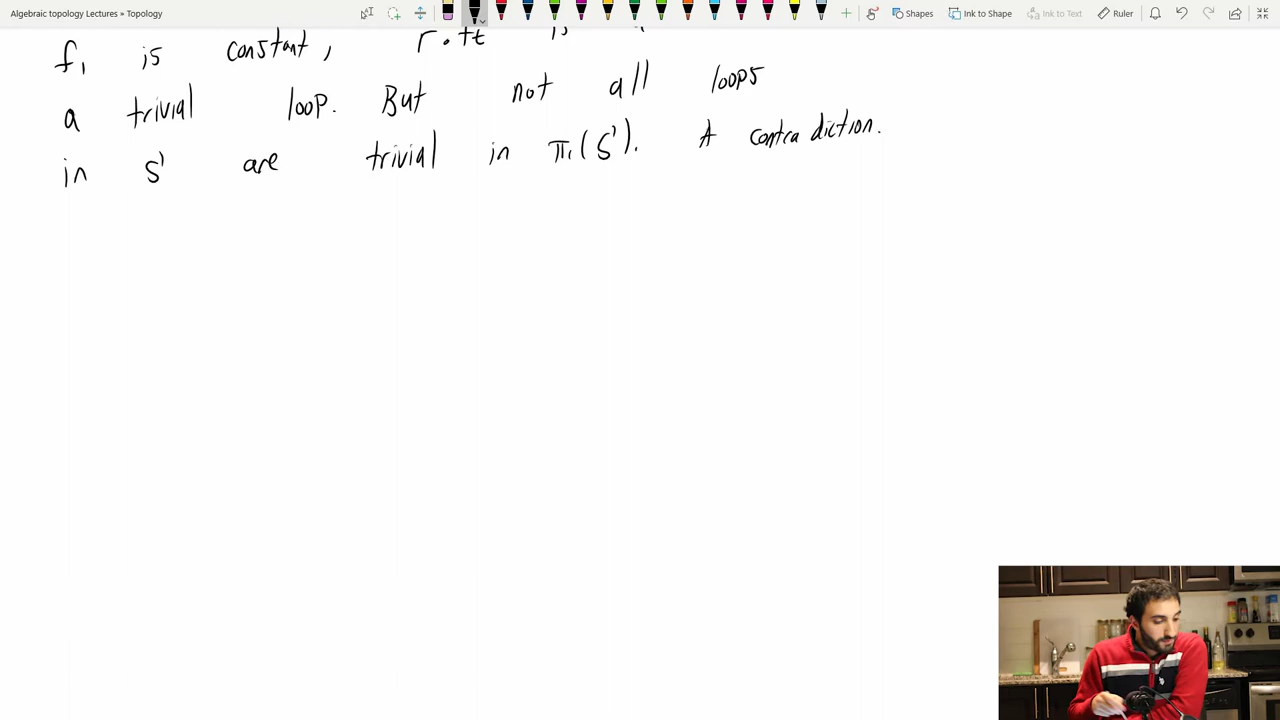 Algebraic topology Lectures » Topology
Shapes
Ink to Shape
Ink to Text
Ruler
f₁ is constant,
a trivial loop. But not all loops
in S¹ are trivial in π₁(S¹). A contradiction.